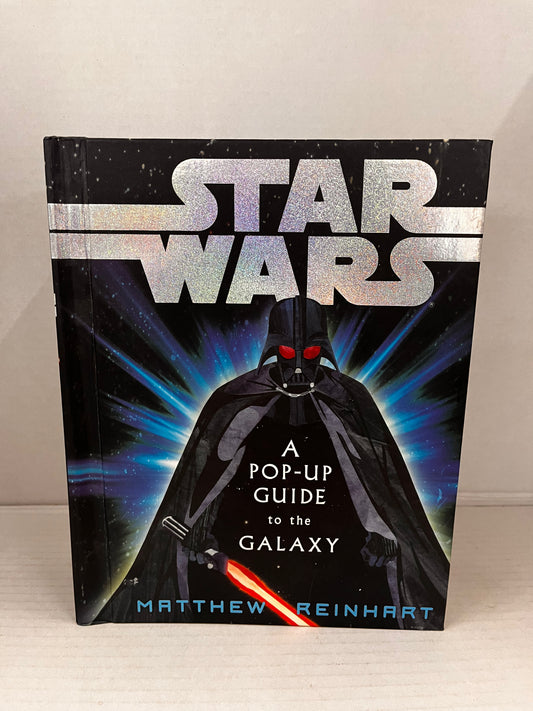 STAR
WARS
A
POP-UP
GUIDE
to the
GALAXY
MATTHEW REINHART